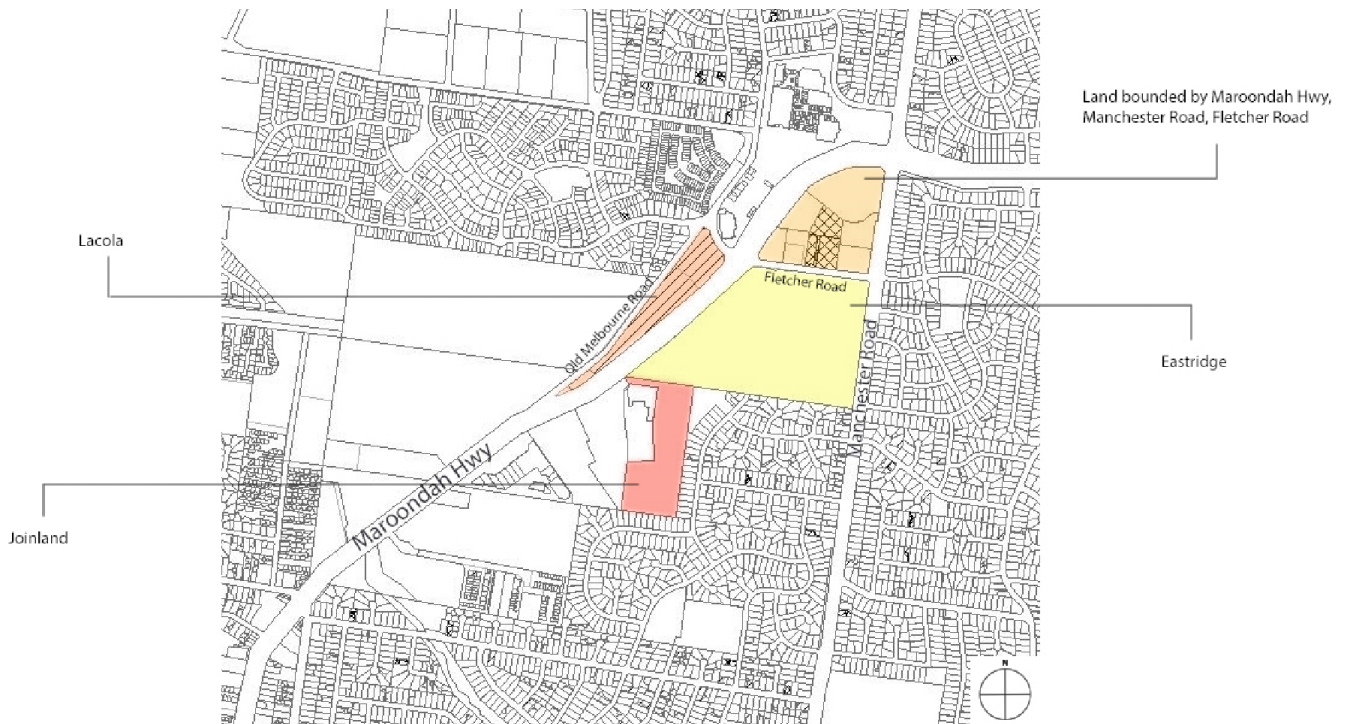 Land bounded by Maroondah Hwy,
Manchester Road, Fletcher Road
Lacola
Old Melbourne Road
Fletcher Road
Manchester Road
Eastridge
Maroondah Hwy
Joinland
N